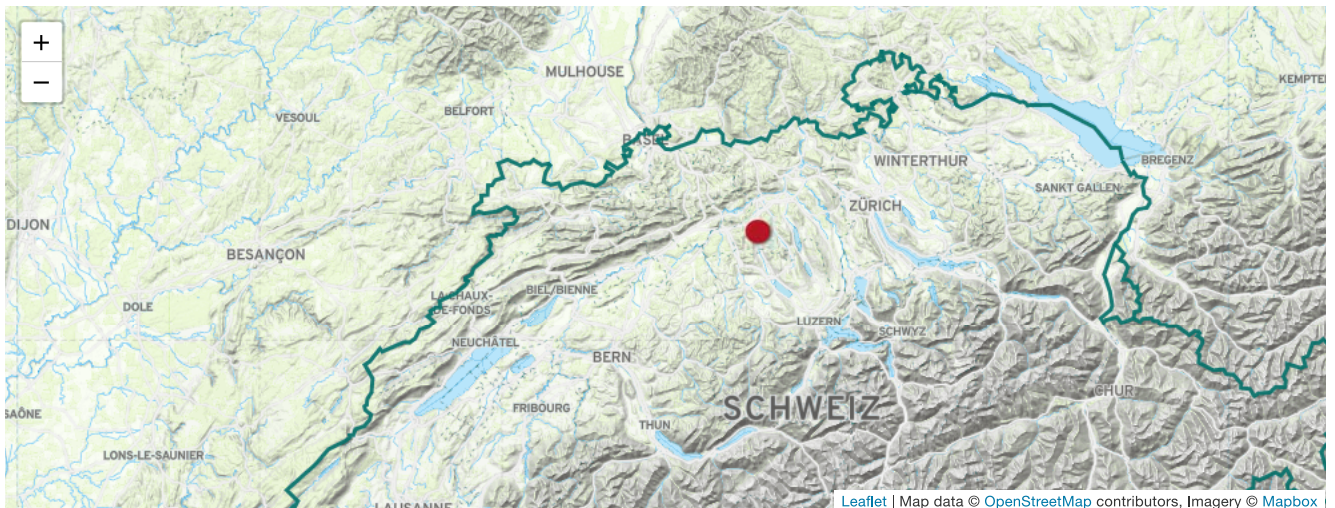 +
−
MULHOUSE
KEMPTE
BELFORT
VESOUL
BASEL
WINTERTHUR
BREGENZ
SANKT GALLEN
ZÜRICH
DIJON
BESANÇON
BIEL/BIENNE
LA CHAUX-
DE-FONDS
DOLE
LUZERN
SCHWYZ
NEUCHÂTEL
BERN
CHUR
SAÔNE
FRIBOURG
SCHWEIZ
THUN
LONS-LE-SAUNIER
LAUSANNE
Leaflet | Map data © OpenStreetMap contributors, Imagery © Mapbox